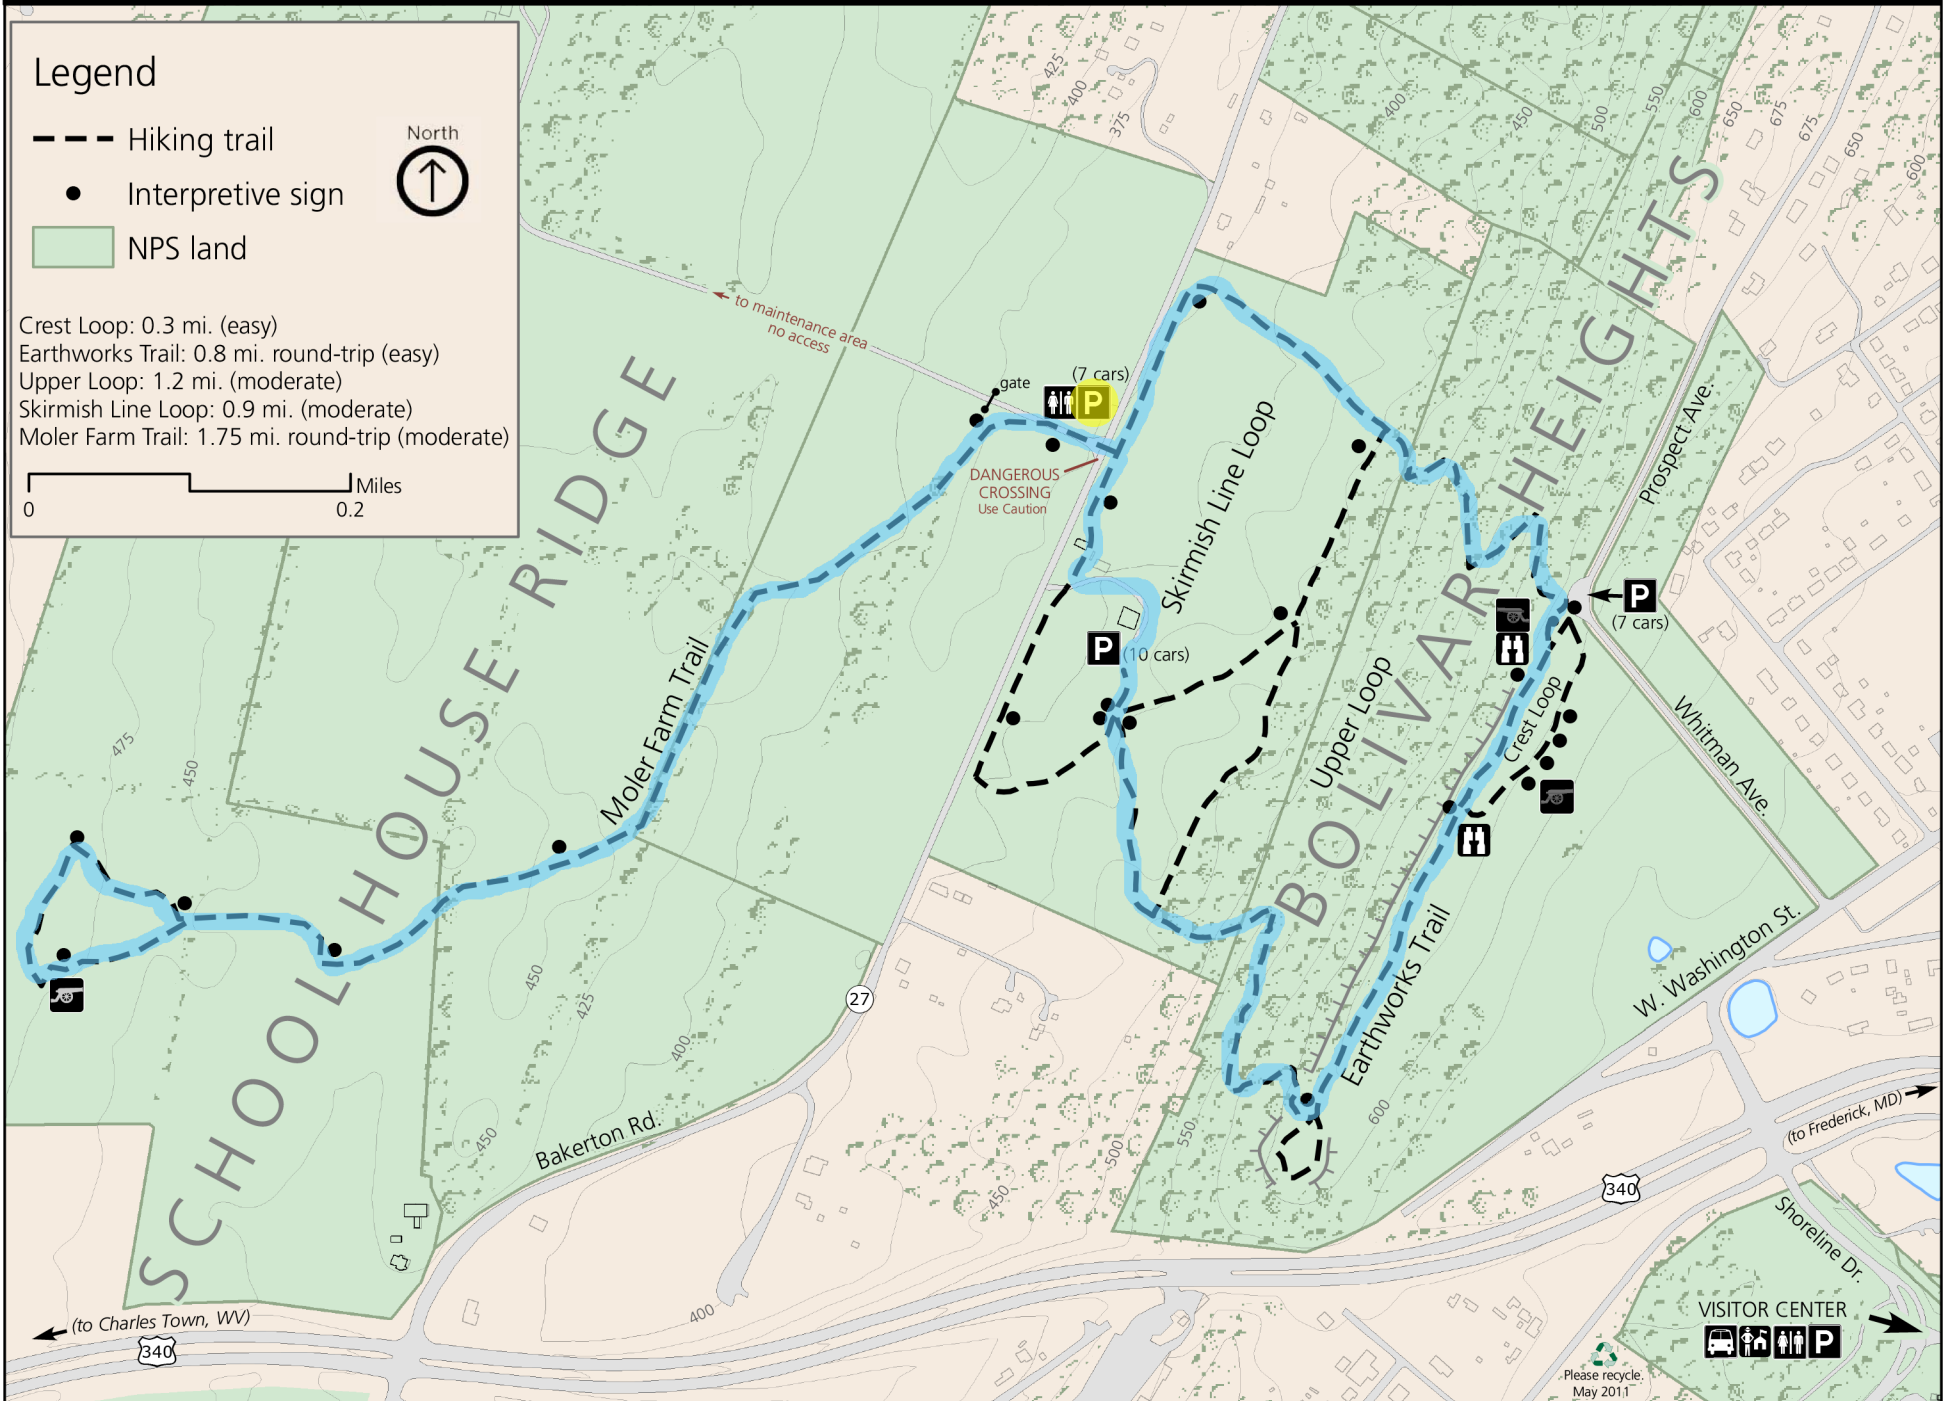 Legend
North
Hiking trail
Interpretive sign
NPS land
Crest Loop: 0.3 mi. (easy)
Earthworks Trail: 0.8 mi. round-trip (easy)
Upper Loop: 1.2 mi. (moderate)
Skirmish Line Loop: 0.9 mi. (moderate)
Moler Farm Trail: 1.75 mi. round-trip (moderate)
Miles
0 0.2
425
400
375
400
450
500
550
600
650
675
675
650
600
to maintenance area
no access
gate
(7 cars)
P
DANGEROUS
CROSSING
Use Caution
Skirmish Line Loop
SCHOOL HOUSE RIDGE
BOLIVAR HEIGHTS
Prospect Ave.
P
(7 cars)
P
(10 cars)
Moler Farm Trail
Upper Loop
Crest Loop
Whitman Ave.
475
450
450
425
400
450
27
Earthworks Trail
W. Washington St.
600
550
500
450
Bakerton Rd.
(to Frederick, MD)
340
Shoreline Dr.
400
(to Charles Town, WV)
340
VISITOR CENTER
P
Please recycle.
May 2011